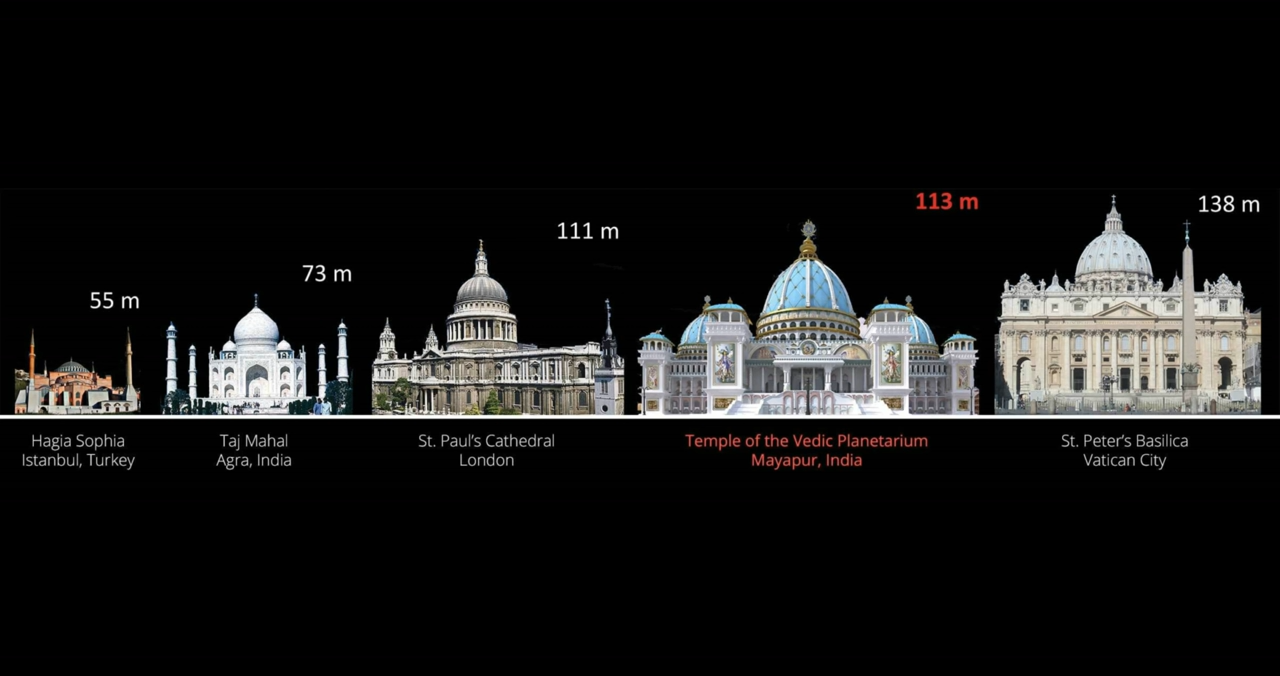 55 m
73 m
111 m
113 m
138 m
Hagia Sophia
Istanbul, Turkey
Taj Mahal
Agra, India
St. Paul’s Cathedral
London
Temple of the Vedic Planetarium
Mayapur, India
St. Peter’s Basilica
Vatican City